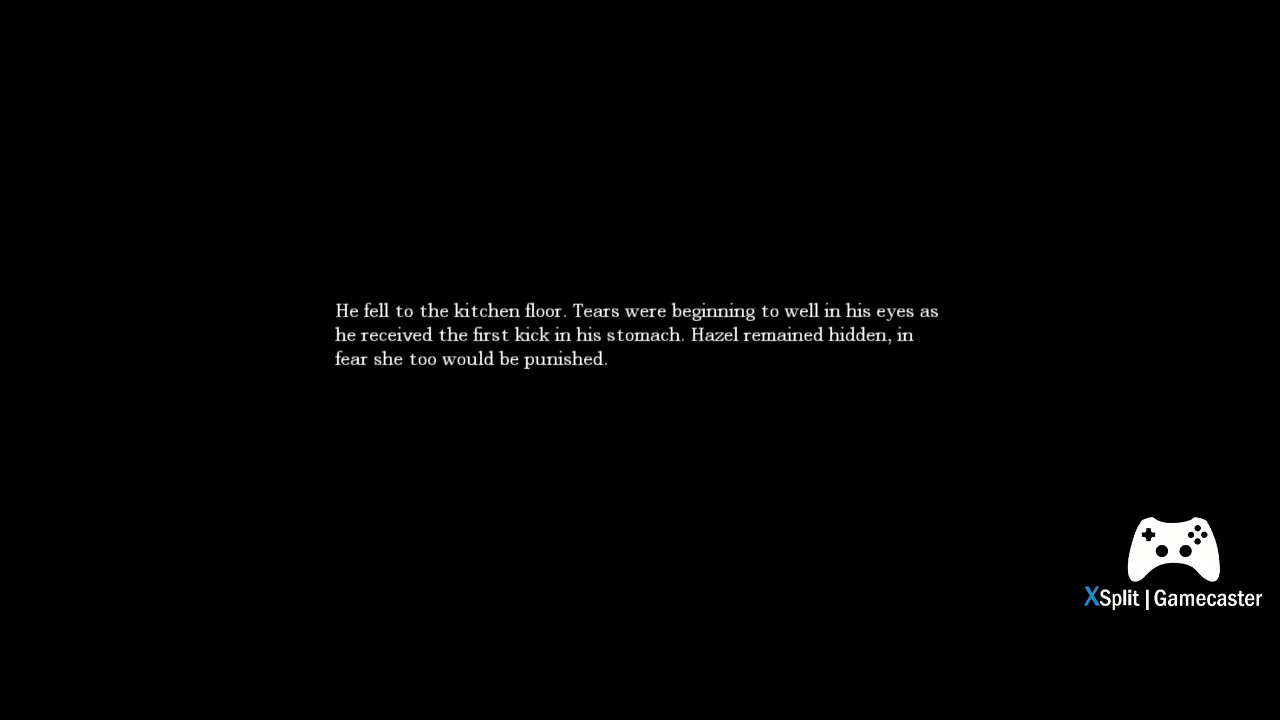 He fell to the kitchen floor. Tears were beginning to well in his eyes as
he received the first kick in his stomach. Hazel remained hidden, in
fear she too would be punished.
XSplit | Gamecaster